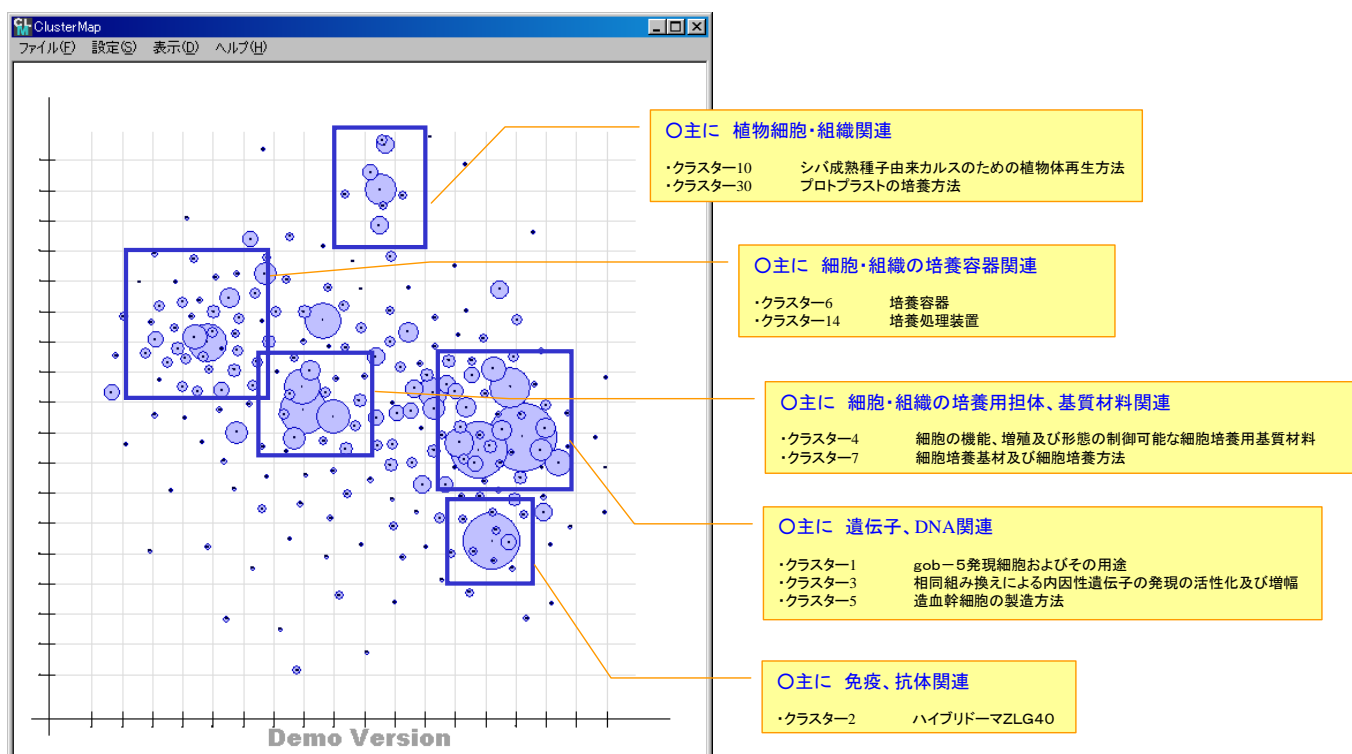 ClusterMap
ファイル(F) 設定(S) 表示(D) ヘルプ(H)
○主に 植物細胞・組織関連
・クラスター10 シバ成熟種子由来カルスのための植物体再生方法
・クラスター30 プロトプラストの培養方法
○主に 細胞・組織の培養容器関連
・クラスター6 培養容器
・クラスター14 培養処理装置
○主に 細胞・組織の培養用担体、基質材料関連
・クラスター4 細胞の機能、増殖及び形態の制御可能な細胞培養用基質材料
・クラスター7 細胞培養基材及び細胞培養方法
○主に 遺伝子、DNA関連
・クラスター1 gob-5発現細胞およびその用途
・クラスター3 相同組み換えによる内因性遺伝子の発現の活性化及び増幅
・クラスター5 造血幹細胞の製造方法
○主に 免疫、抗体関連
・クラスター2 ハイブリドーマZLG40
Demo Version